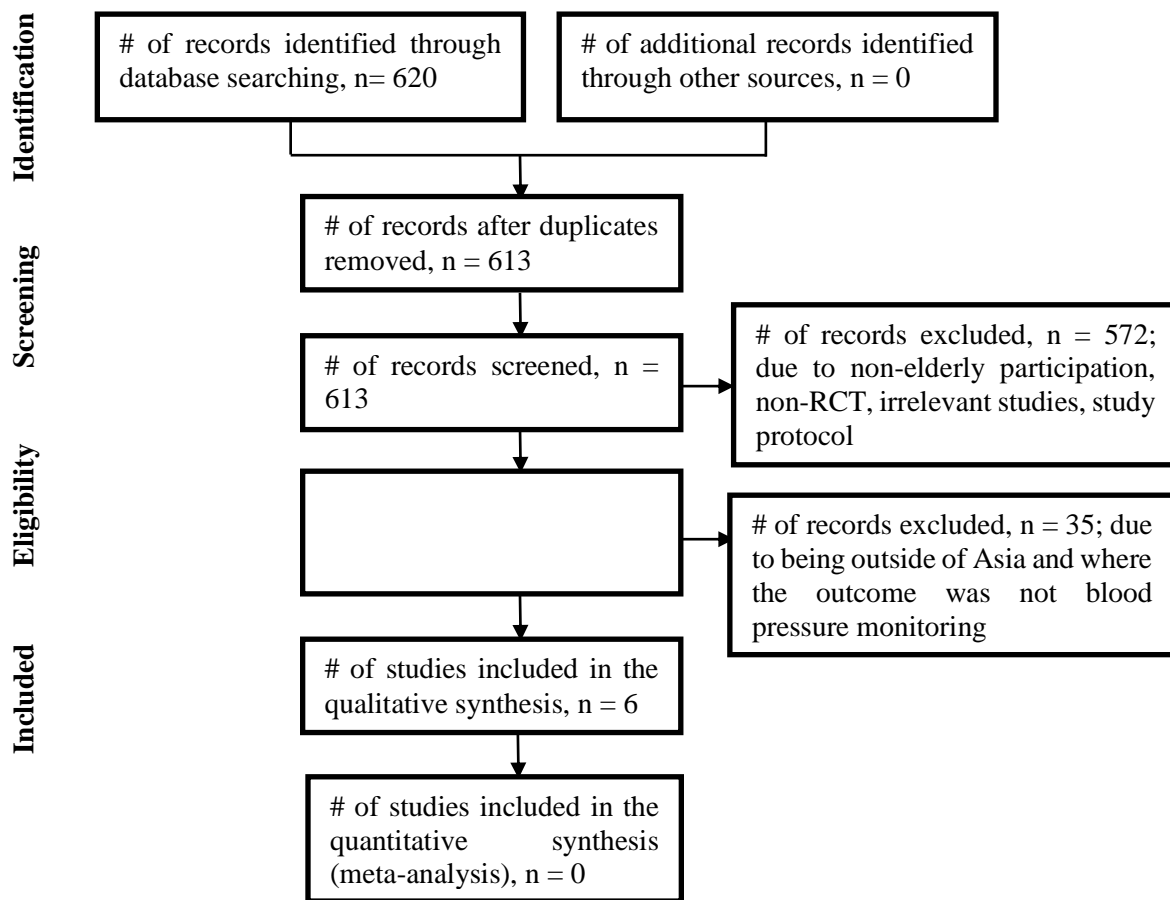 Identification
# of records identified through
database searching, n= 620
# of additional records identified
through other sources, n = 0
Screening
# of records after duplicates
removed, n = 613
# of records screened, n =
613
# of records excluded, n = 572;
due to non-elderly participation,
non-RCT, irrelevant studies, study
protocol
Eligibility
# of records excluded, n = 35; due
to being outside of Asia and where
the outcome was not blood
pressure monitoring
Included
# of studies included in the
qualitative synthesis, n = 6
# of studies included in the
quantitative synthesis
(meta-analysis), n = 0